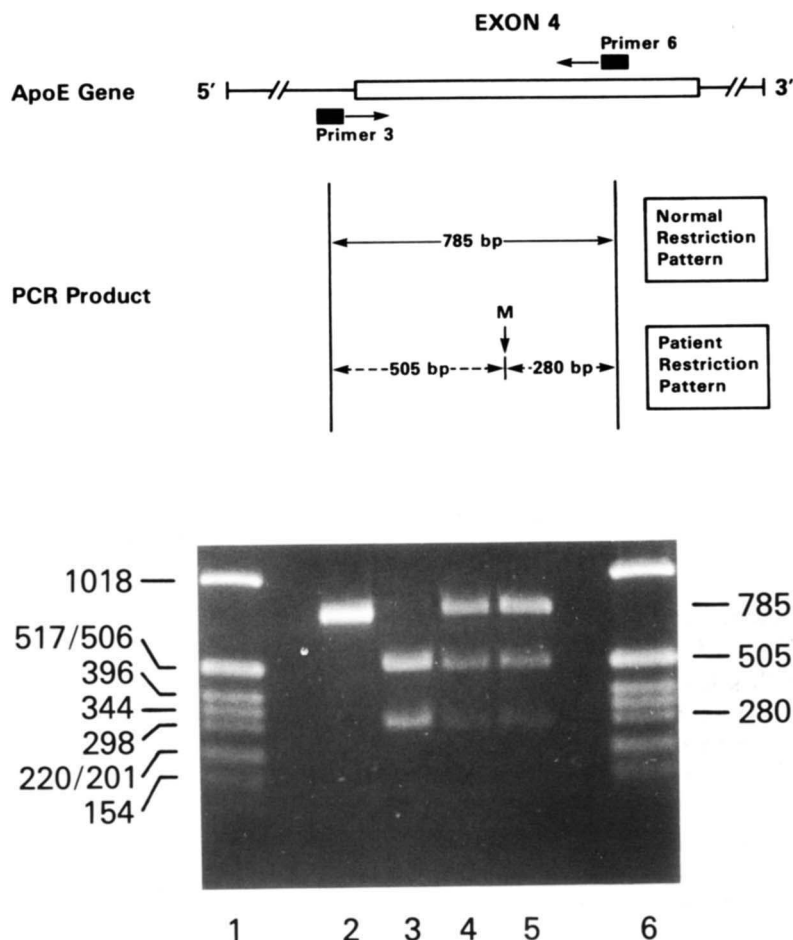 EXON 4
Primer 6
ApoE Gene
5′
3′
Primer 3
785 bp
Normal
Restriction
Pattern
PCR Product
M
505 bp
280 bp
Patient
Restriction
Pattern
1018
517/506
396
344
298
220/201
154
785
505
280
1
2
3
4
5
6